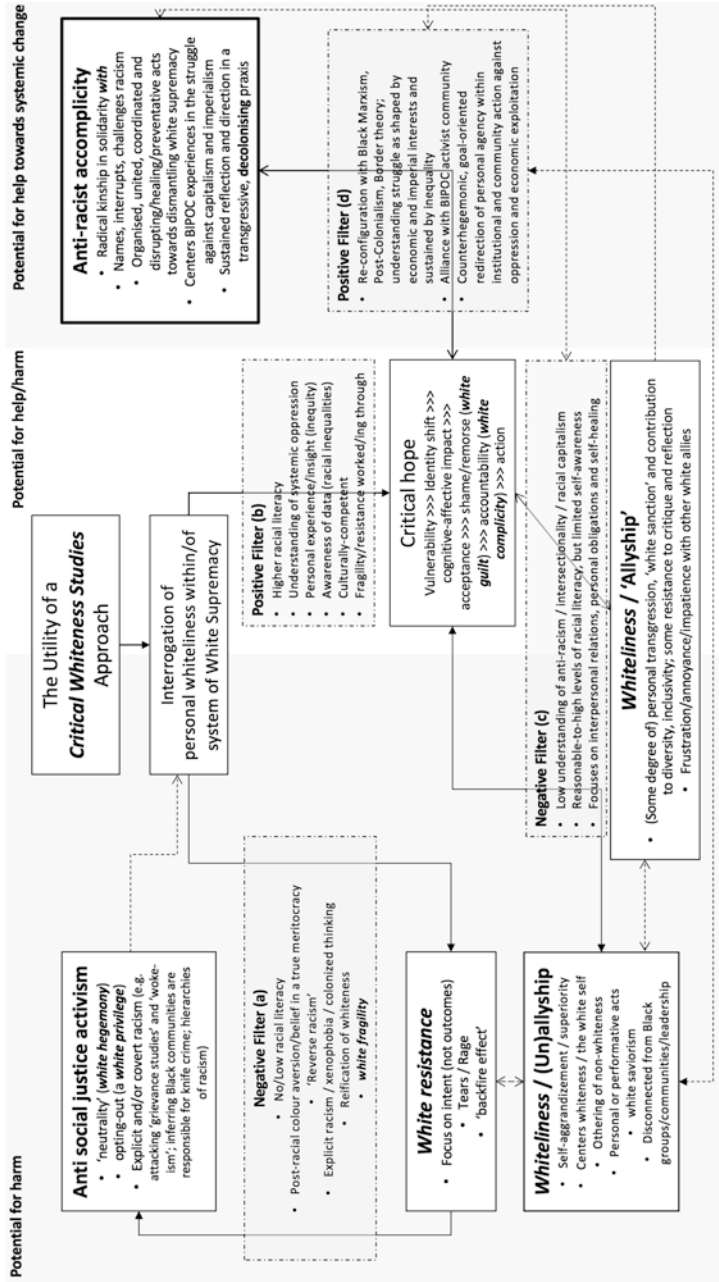 Potential for harm
Potential for help/harm
Potential for help towards systemic change
The Utility of a
Critical Whiteness Studies
Approach
Interrogation of
personal whiteliness within/of
system of White Supremacy
Anti social justice activism
• 'neutrality' (white hegemony)
• opting-out (a white privilege)
• Explicit and/or covert racism (e.g.
attacking 'grievance studies' and 'woke-
ism'; inferring Black communities are
responsible for knife crime; hierarchies
of racism)
Negative Filter (a)
• No/Low racial literacy
• Post-racial colour aversion/belief in a true meritocracy
• 'Reverse racism'
• Explicit racism / xenophobia / colonized thinking
• Reification of whiteness
• white fragility
White resistance
• Focus on intent (not outcomes)
• Tears / Rage
• 'backfire effect'
Whiteliness / (Un)allyship
• Self-aggrandizement / superiority
• Centers whiteness / the white self
• Othering of non-whiteness
• Personal or performative acts
• white saviorism
• Disconnected from Black
groups/communities/leadership
Positive Filter (b)
• Higher racial literacy
• Understanding of systemic oppression
• Personal experience/insight (inequity)
• Awareness of data (racial inequalities)
• Culturally-competent
• Fragility/resistance worked/ing through
Critical hope
Vulnerability >>> Identity shift >>>
cognitive-affective impact >>>
acceptance >>> shame/remorse (white
guilt) >>> accountability (white
complicity) >>> action
Negative Filter (c)
• Low understanding of anti-racism / intersectionality / racial capitalism
• Reasonable-to-high levels of racial literacy, but limited self-awareness
• Focuses on interpersonal relations, personal obligations and self-healing
Whiteliness / 'Allyship'
• (Some degree of) personal transgression, 'white sanction' and contribution
to diversity, inclusivity; some resistance to critique and reflection
• Frustration/annoyance/impatience with other white allies
Anti-racist accomplicity
• Radical kinship in solidarity with
• Names, interrupts, challenges racism
• Organised, united, coordinated and
disrupting/healing/preventative acts
towards dismantling white supremacy
• Centers BIPOC experiences in the struggle
against capitalism and imperialism
• Sustained reflection and direction in a
transgressive, decolonising praxis
Positive Filter (d)
• Re-configuration with Black Marxism,
Post-Colonialism, Border theory;
understanding struggle as shaped by
economic and imperial interests and
sustained by inequality
• Alliance with BIPOC activist community
• Counterhegemonic, goal-oriented
redirection of personal agency within
institutional and community action against
oppression and economic exploitation